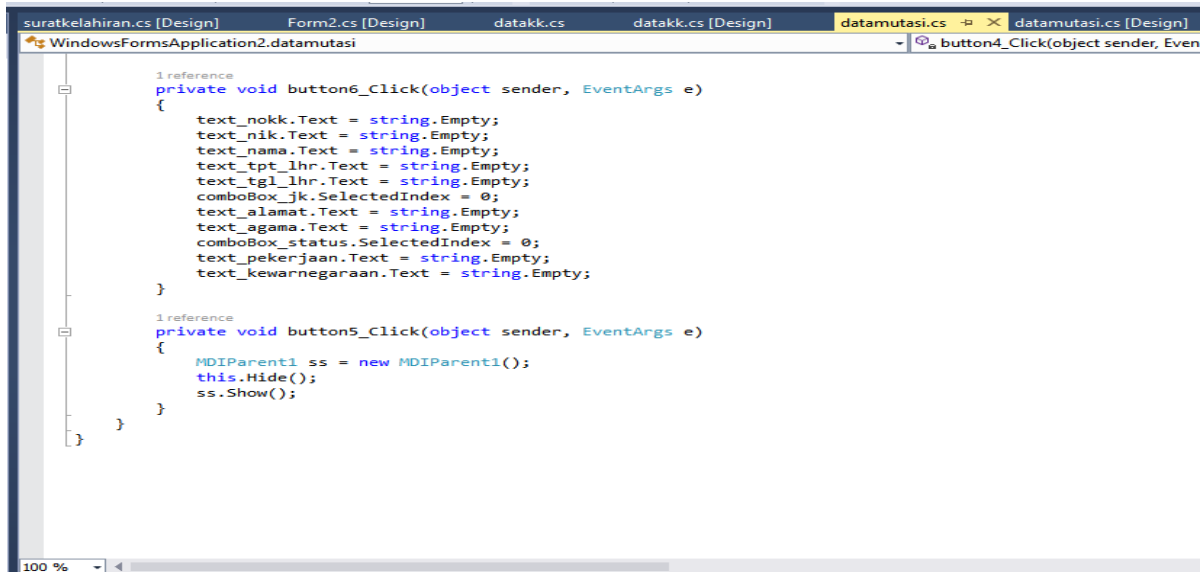 suratkelahiran.cs [Design] Form2.cs [Design] datakk.cs datakk.cs [Design] datamutasi.cs datamutasi.cs [Design]
WindowsFormsApplication2.datamutasi button4_Click(object sender, Even
1 reference
private void button6_Click(object sender, EventArgs e)
{
text_nokk.Text = string.Empty;
text_nik.Text = string.Empty;
text_nama.Text = string.Empty;
text_tpt_lhr.Text = string.Empty;
text_tgl_lhr.Text = string.Empty;
comboBox_jk.SelectedIndex = 0;
text_alamat.Text = string.Empty;
text_agama.Text = string.Empty;
comboBox_status.SelectedIndex = 0;
text_pekerjaan.Text = string.Empty;
text_kewarnegaraan.Text = string.Empty;
}
1 reference
private void button5_Click(object sender, EventArgs e)
{
MDIParent1 ss = new MDIParent1();
this.Hide();
ss.Show();
}
}
}
100 %